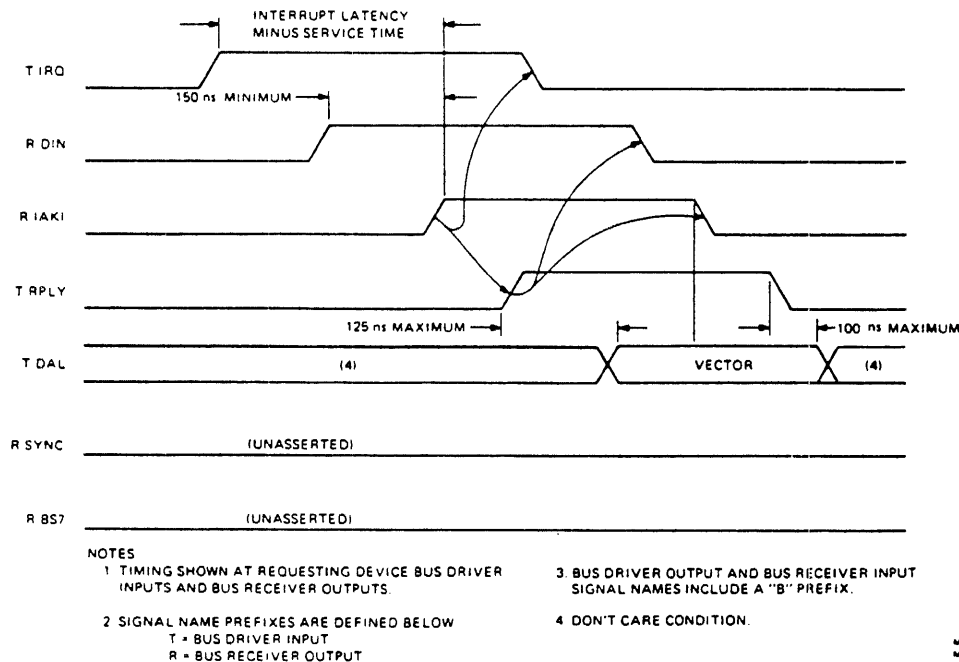 INTERRUPT LATENCY
MINUS SERVICE TIME
T IRQ
150 ns MINIMUM
R DIN
R IAKI
T RPLY
125 ns MAXIMUM
100 ns MAXIMUM
T DAL
(4)
VECTOR
(4)
R SYNC
(UNASSERTED)
R BS7
(UNASSERTED)
NOTES
1 TIMING SHOWN AT REQUESTING DEVICE BUS DRIVER
INPUTS AND BUS RECEIVER OUTPUTS.
2 SIGNAL NAME PREFIXES ARE DEFINED BELOW
T = BUS DRIVER INPUT
R = BUS RECEIVER OUTPUT
3. BUS DRIVER OUTPUT AND BUS RECEIVER INPUT
SIGNAL NAMES INCLUDE A "B" PREFIX.
4 DON'T CARE CONDITION.